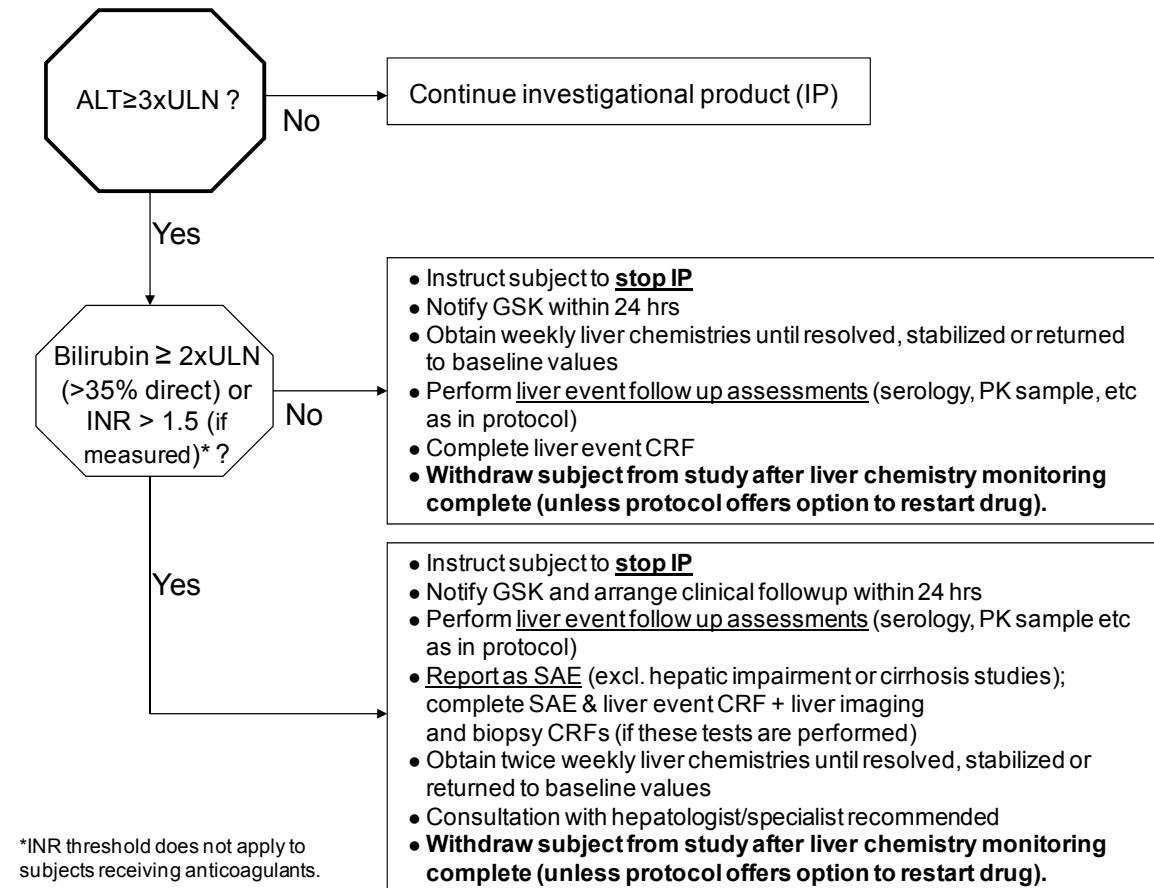 ALT≥3xULN ?
No
Continue investigational product (IP)
Yes
Bilirubin ≥ 2xULN
(>35% direct) or
INR > 1.5 (if
measured)* ?
No
● Instruct subject to stop IP
● Notify GSK within 24 hrs
● Obtain weekly liver chemistries until resolved, stabilized or returned
to baseline values
● Perform liver event follow up assessments (serology, PK sample, etc
as in protocol)
● Complete liver event CRF
● Withdraw subject from study after liver chemistry monitoring
complete (unless protocol offers option to restart drug).
Yes
● Instruct subject to stop IP
● Notify GSK and arrange clinical followup within 24 hrs
● Perform liver event follow up assessments (serology, PK sample etc
as in protocol)
● Report as SAE (excl. hepatic impairment or cirrhosis studies);
complete SAE & liver event CRF + liver imaging
and biopsy CRFs (if these tests are performed)
● Obtain twice weekly liver chemistries until resolved, stabilized or
returned to baseline values
● Consultation with hepatologist/specialist recommended
● Withdraw subject from study after liver chemistry monitoring
complete (unless protocol offers option to restart drug).
*INR threshold does not apply to
subjects receiving anticoagulants.